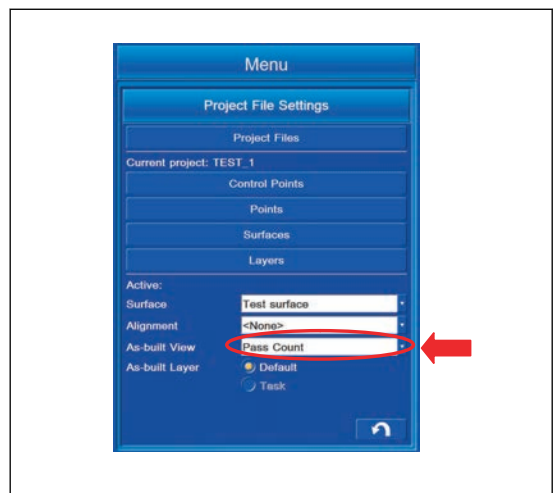 Menu
Project File Settings
Project Files
Current project: TEST_1
Control Points
Points
Surfaces
Layers
Active:
Surface Test surface
Alignment <None>
As-built View Pass Count
As-built Layer Default
Task